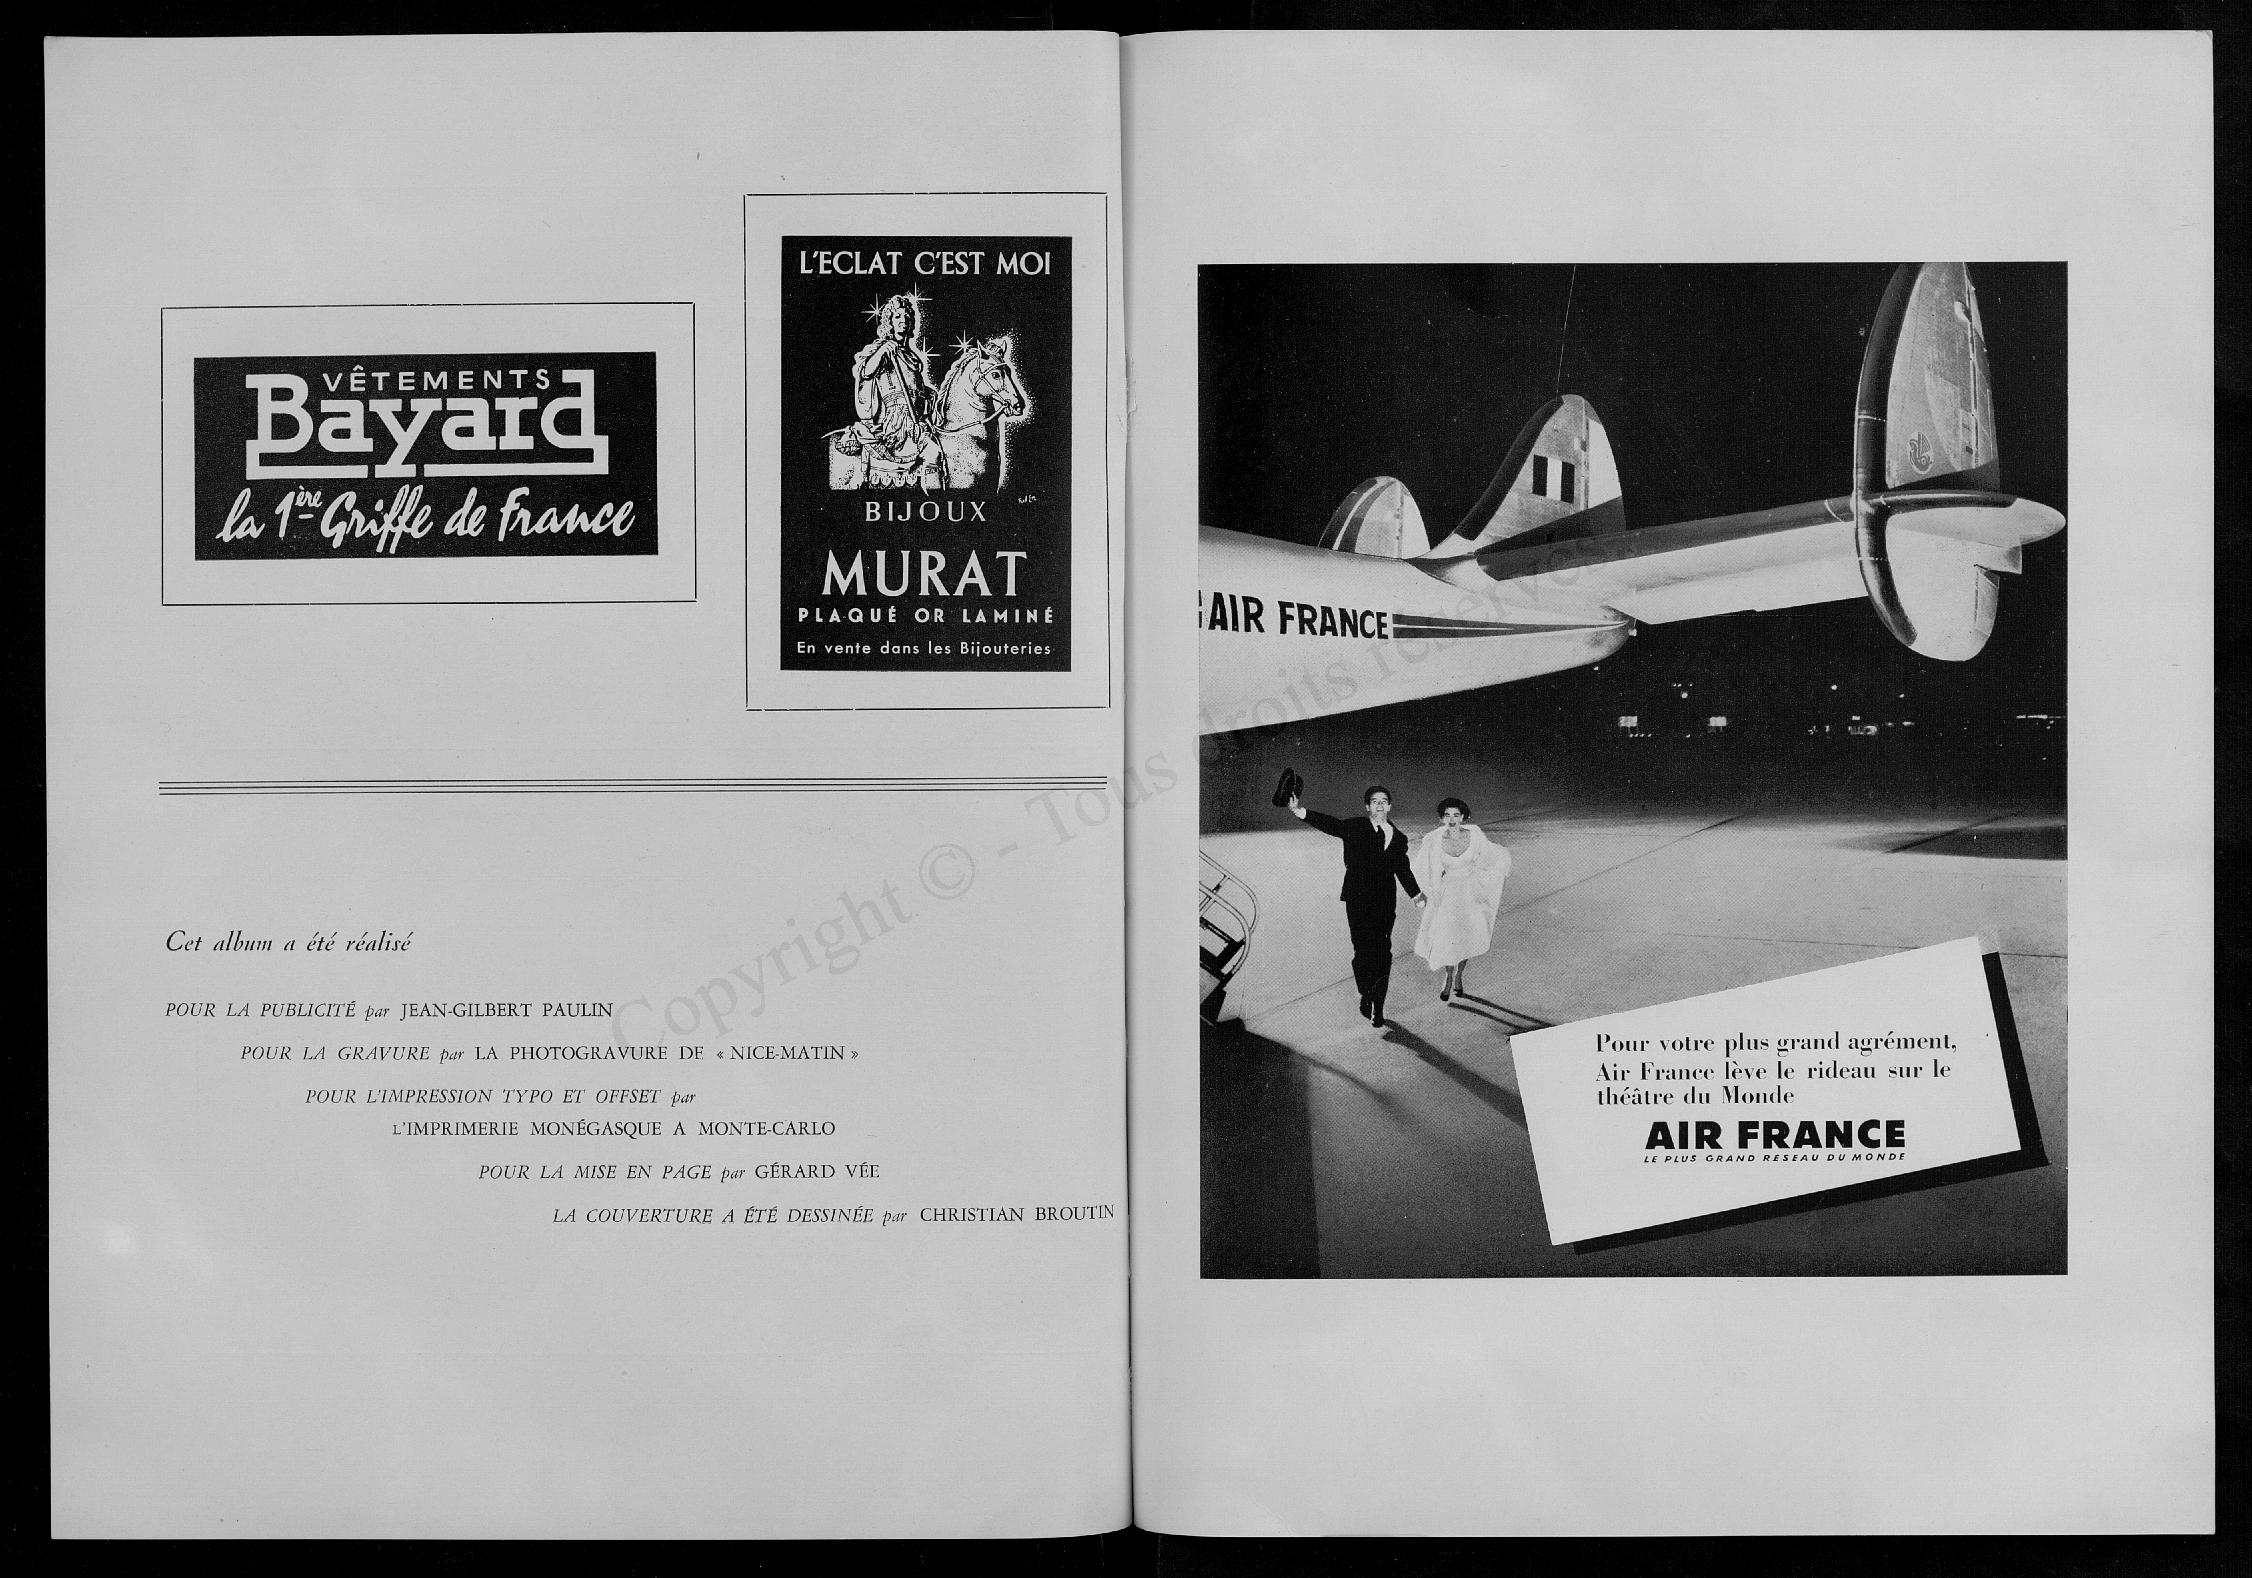 VÊTEMENTS
Bayard
la 1ère Griffe de France
L'ECLAT C'EST MOI
BIJOUX
MURAT
PLAQUÉ OR LAMINÉ
En vente dans les Bijouteries
Cet album a été réalisé
POUR LA PUBLICITÉ par JEAN-GILBERT PAULIN
POUR LA GRAVURE par LA PHOTOGRAVURE DE « NICE-MATIN »
POUR L'IMPRESSION TYPO ET OFFSET par
L'IMPRIMERIE MONÉGASQUE A MONTE-CARLO
POUR LA MISE EN PAGE par GÉRARD VÉE
LA COUVERTURE A ÉTÉ DESSINÉE par CHRISTIAN BROUTIN
AIR FRANCE
Pour votre plus grand agrément,
Air France lève le rideau sur le
théâtre du Monde
AIR FRANCE
LE PLUS GRAND RESEAU DU MONDE
Copyright © - Tous droits réservés